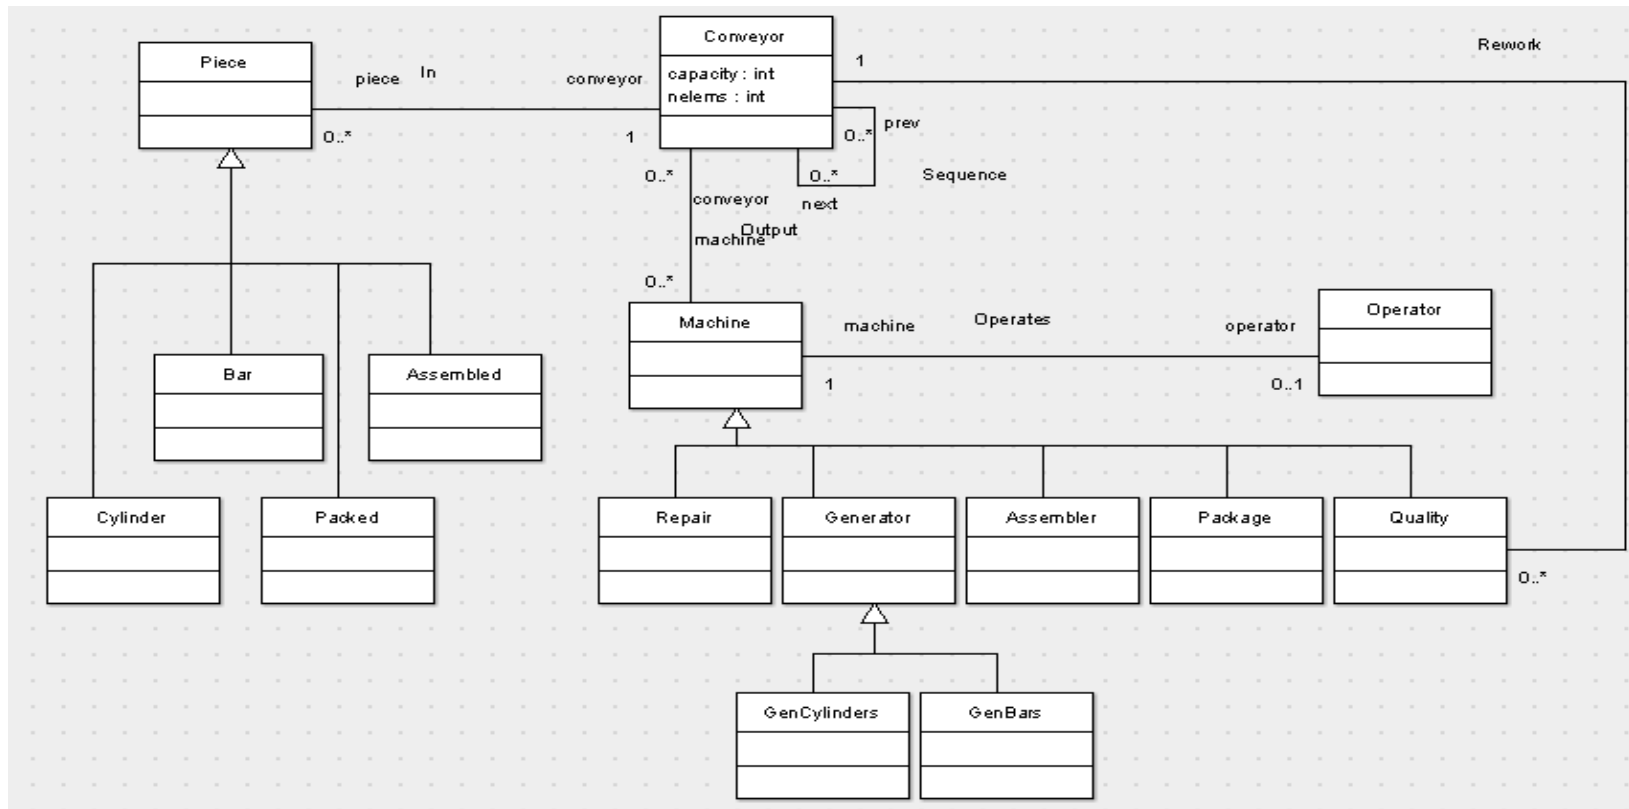 Conveyor
Rework
Piece
1
piece
In
conveyor
capacity : int
nelems : int
0..*
1
0..*
prev
0..*
0..*
Sequence
conveyor
next
Output
machine
0..*
Machine
machine
Operates
operator
Operator
1
0..1
Bar
Assembled
Cylinder
Packed
Repair
Generator
Assembler
Package
Quality
0..*
GenCylinders
GenBars